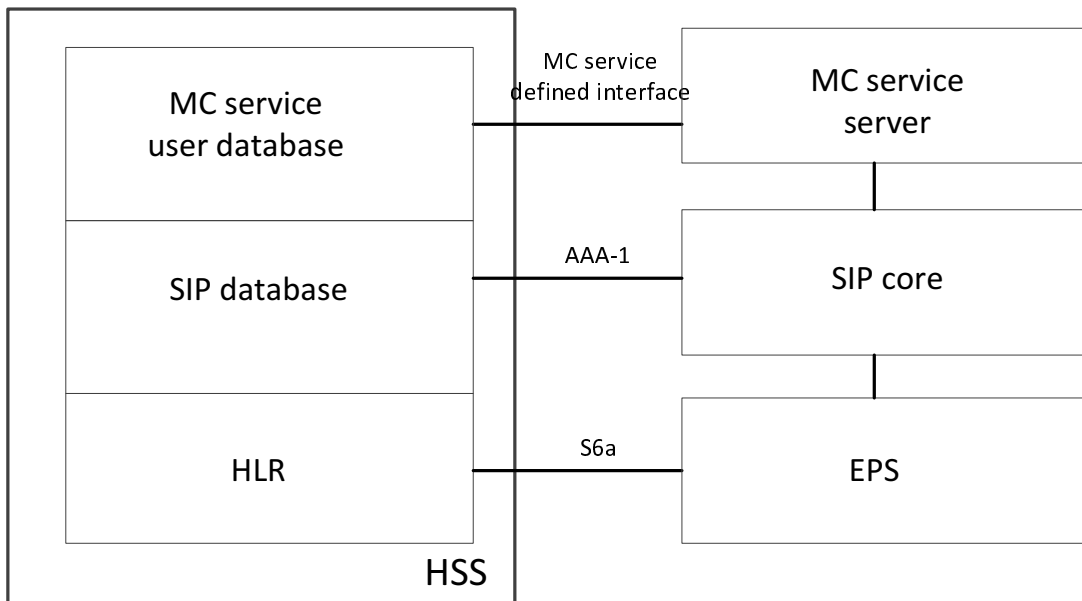 MC service
user database
MC service
defined interface
MC service
server
SIP database
AAA-1
SIP core
HLR
S6a
EPS
HSS